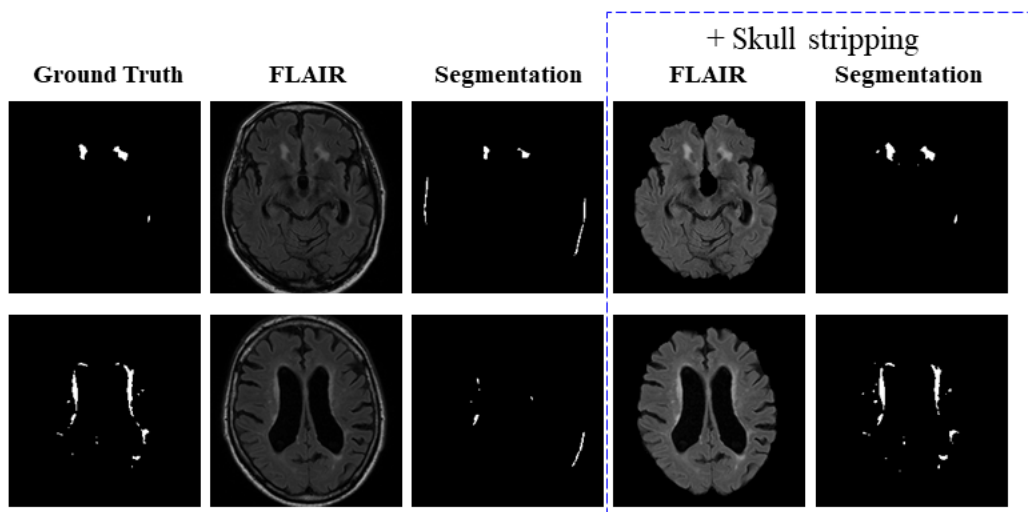 + Skull stripping
Ground Truth FLAIR Segmentation FLAIR Segmentation